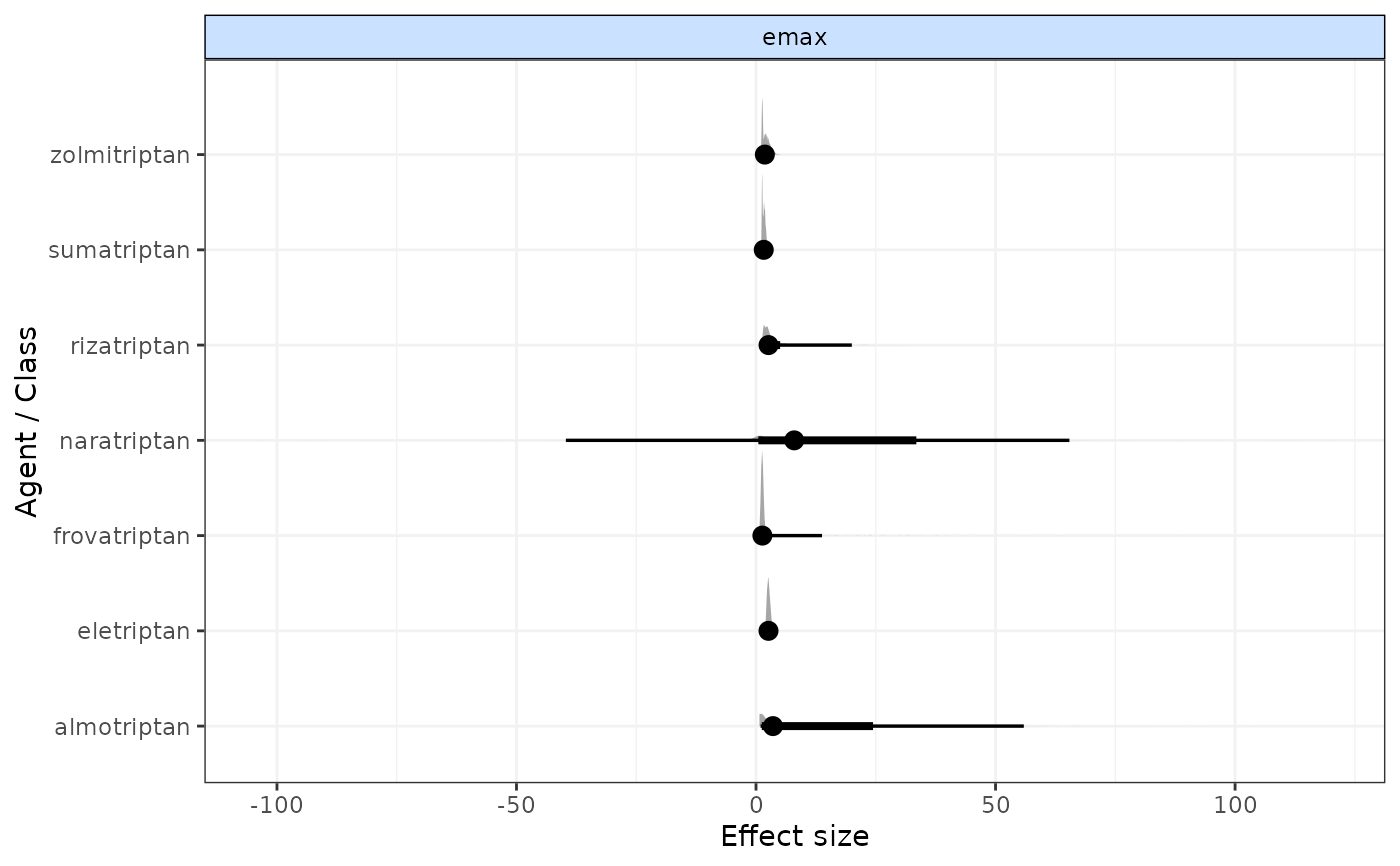 emax
zolmitriptan
sumatriptan
rizatriptan
naratriptan
frovatriptan
eletriptan
almotriptan
Agent / Class
-100
-50
0
50
100
Effect size